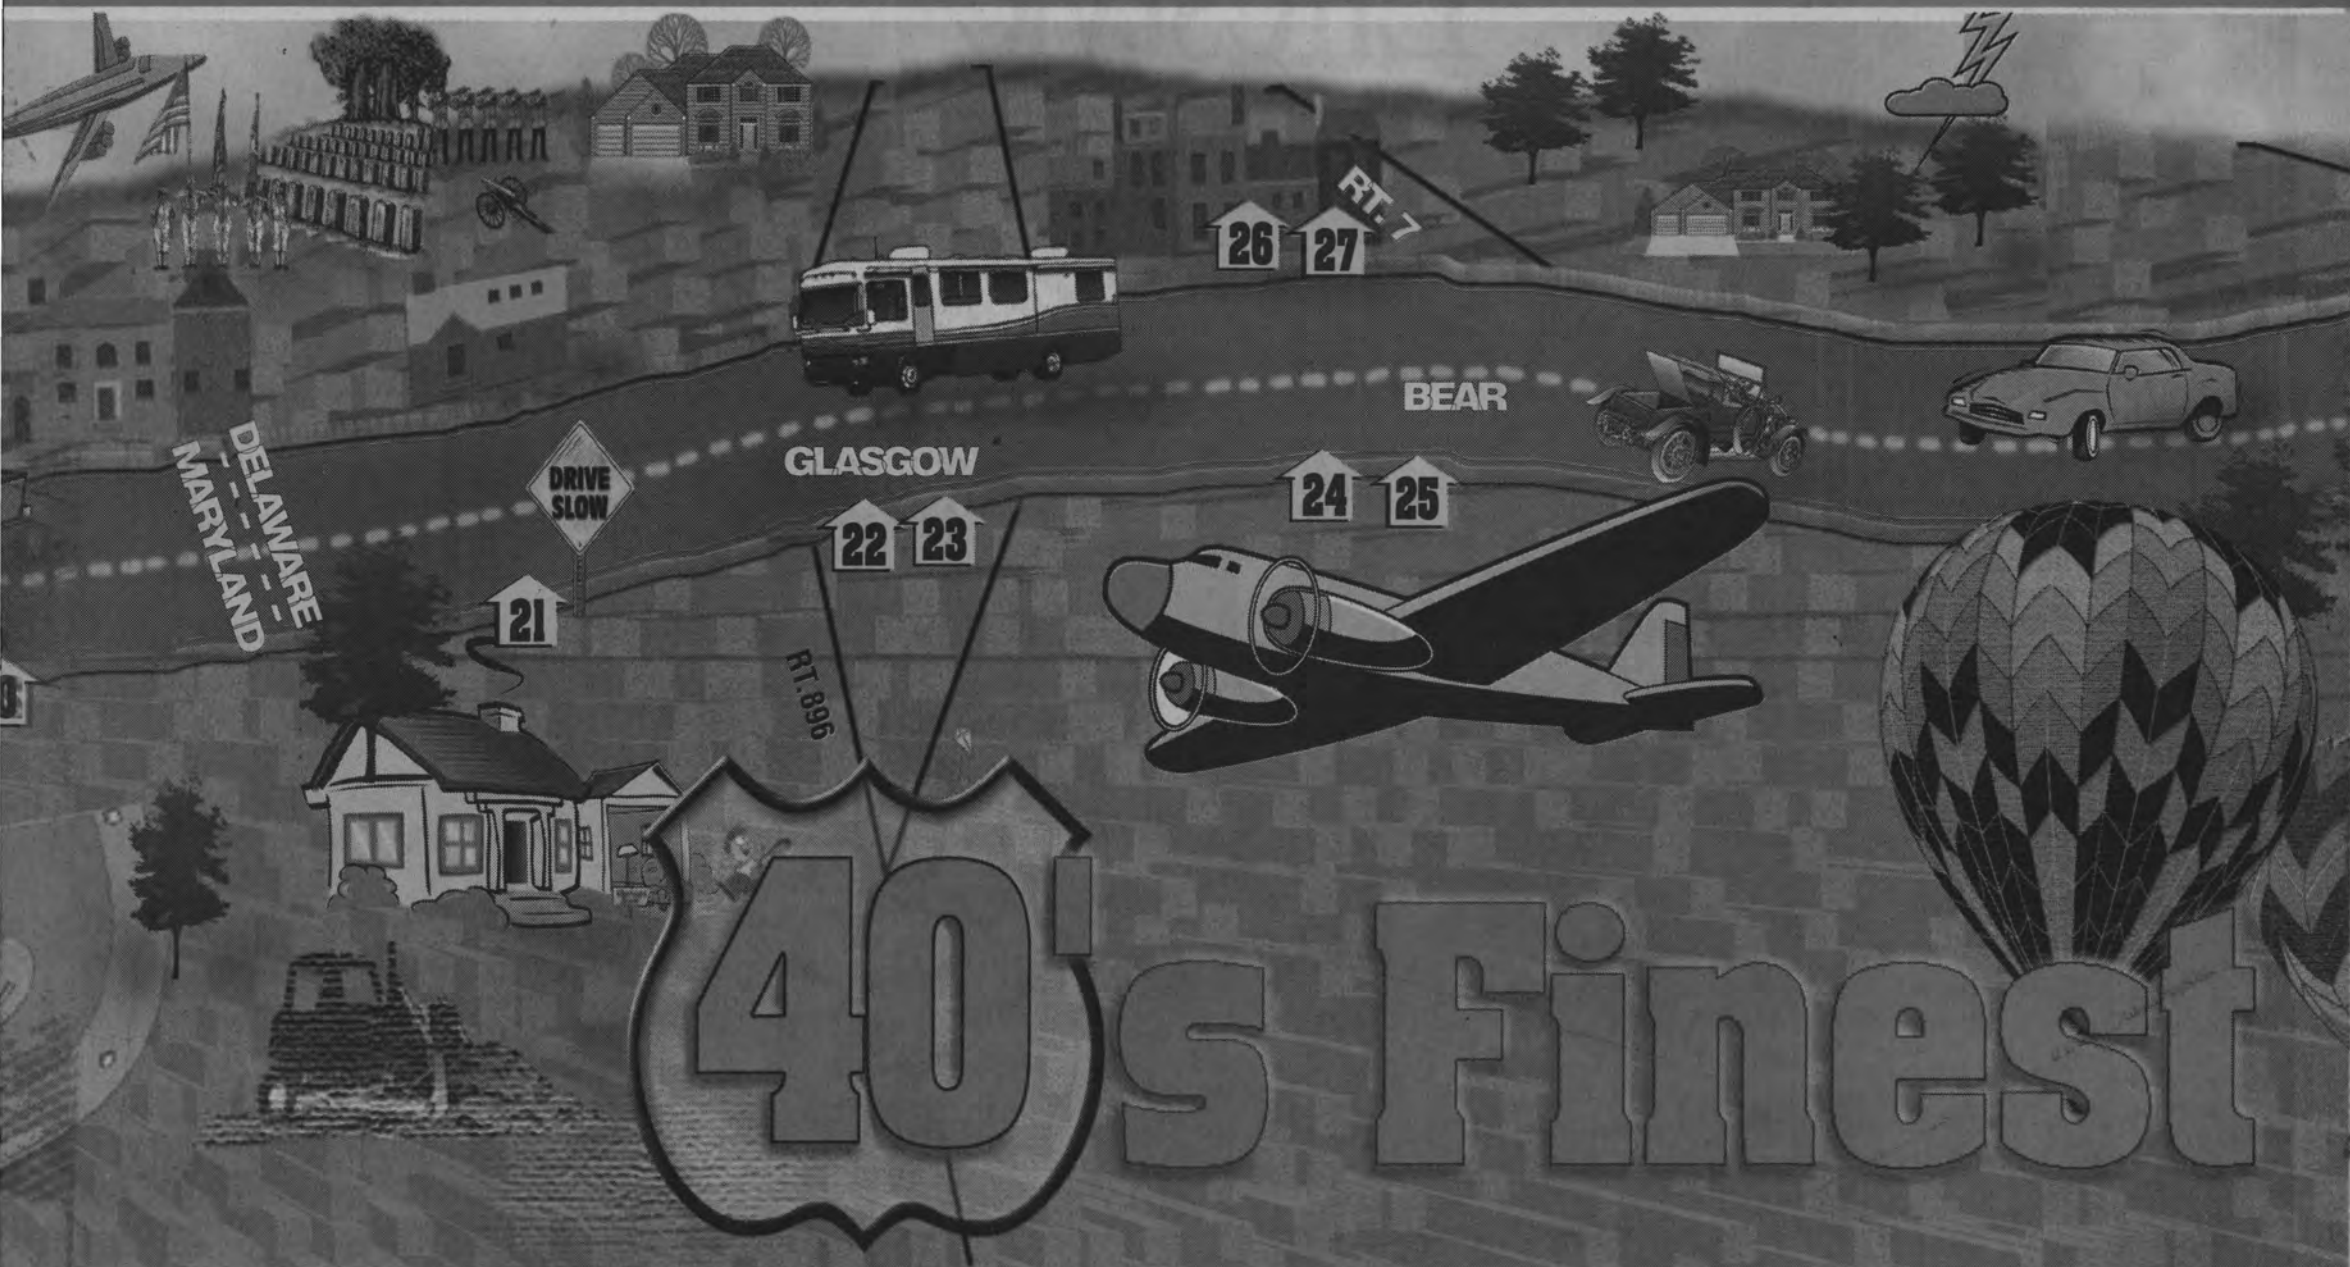 26
27
RT. 7
BEAR
DRIVE
SLOW
DELAWARE
MARYLAND
GLASGOW
24
25
22
23
21
RT.896
40's Finest